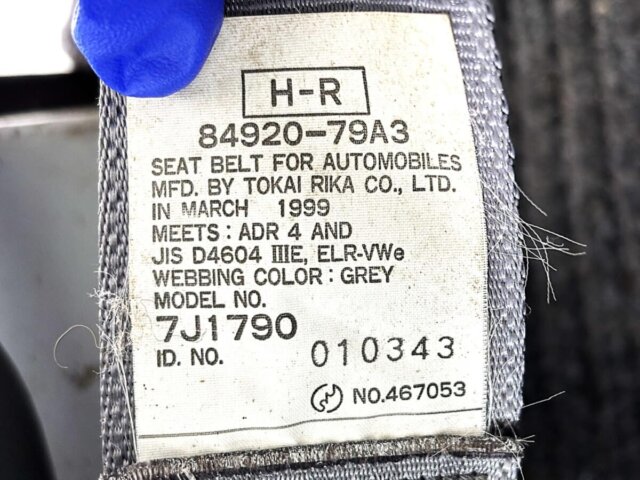 H-R
84920-79A3
SEAT BELT FOR AUTOMOBILES
MFD. BY TOKAI RIKA CO., LTD.
IN MARCH 1999
MEETS : ADR 4 AND
JIS D4604 IIIE, ELR-VWe
WEBBING COLOR : GREY
MODEL NO.
7J1790
ID. NO. 010343
NO.467053